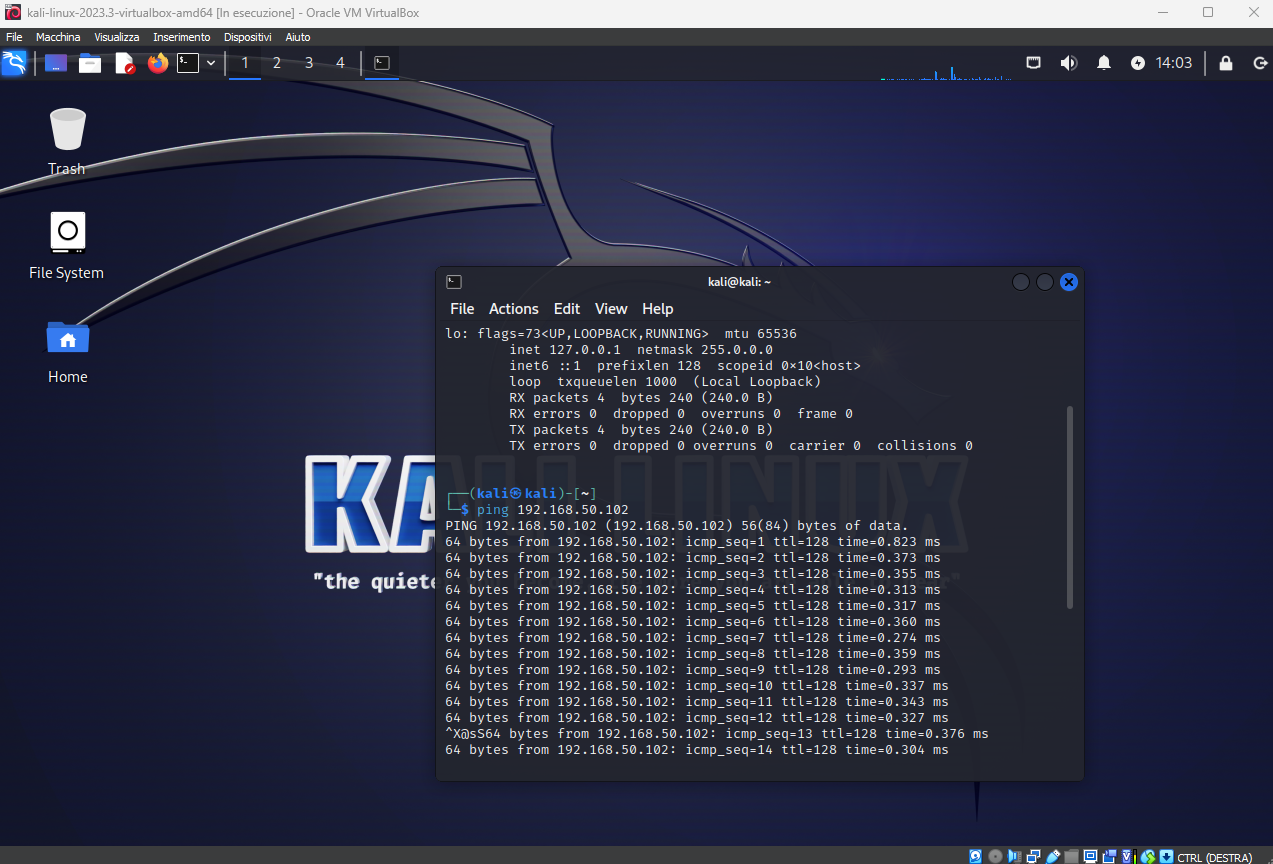 kali-linux-2023.3-virtualbox-amd64 [In esecuzione] - Oracle VM VirtualBox
File Macchina Visualizza Inserimento Dispositivi Aiuto
1 2 3 4 14:03
Trash
File System
Home
kali@kali: ~
File Actions Edit View Help
lo: flags=73<UP,LOOPBACK,RUNNING>  mtu 65536
        inet 127.0.0.1  netmask 255.0.0.0
        inet6 ::1  prefixlen 128  scopeid 0×10<host>
        loop  txqueuelen 1000  (Local Loopback)
        RX packets 4  bytes 240 (240.0 B)
        RX errors 0  dropped 0  overruns 0  frame 0
        TX packets 4  bytes 240 (240.0 B)
        TX errors 0  dropped 0 overruns 0  carrier 0  collisions 0
┌──(kali㉿kali)-[~]
└─$ ping 192.168.50.102
PING 192.168.50.102 (192.168.50.102) 56(84) bytes of data.
64 bytes from 192.168.50.102: icmp_seq=1 ttl=128 time=0.823 ms
64 bytes from 192.168.50.102: icmp_seq=2 ttl=128 time=0.373 ms
64 bytes from 192.168.50.102: icmp_seq=3 ttl=128 time=0.355 ms
64 bytes from 192.168.50.102: icmp_seq=4 ttl=128 time=0.313 ms
64 bytes from 192.168.50.102: icmp_seq=5 ttl=128 time=0.317 ms
64 bytes from 192.168.50.102: icmp_seq=6 ttl=128 time=0.360 ms
64 bytes from 192.168.50.102: icmp_seq=7 ttl=128 time=0.274 ms
64 bytes from 192.168.50.102: icmp_seq=8 ttl=128 time=0.359 ms
64 bytes from 192.168.50.102: icmp_seq=9 ttl=128 time=0.293 ms
64 bytes from 192.168.50.102: icmp_seq=10 ttl=128 time=0.337 ms
64 bytes from 192.168.50.102: icmp_seq=11 ttl=128 time=0.343 ms
64 bytes from 192.168.50.102: icmp_seq=12 ttl=128 time=0.327 ms
^X@sS64 bytes from 192.168.50.102: icmp_seq=13 ttl=128 time=0.376 ms
64 bytes from 192.168.50.102: icmp_seq=14 ttl=128 time=0.304 ms
KALI LINUX
"the quiete
CTRL (DESTRA)